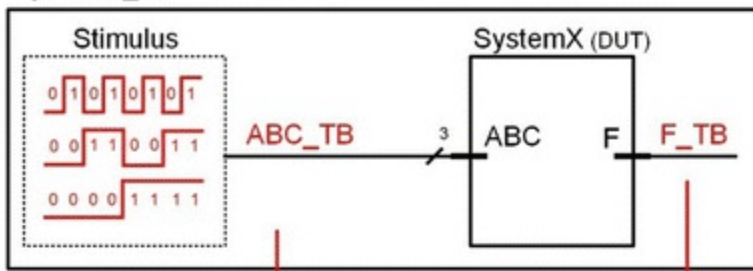 Stimulus
SystemX (DUT)
0 1 0 1 0 1 0 1
0 0 1 1 0 0 1 1
0 0 0 0 1 1 1 1
ABC_TB
3
ABC
F
F_TB